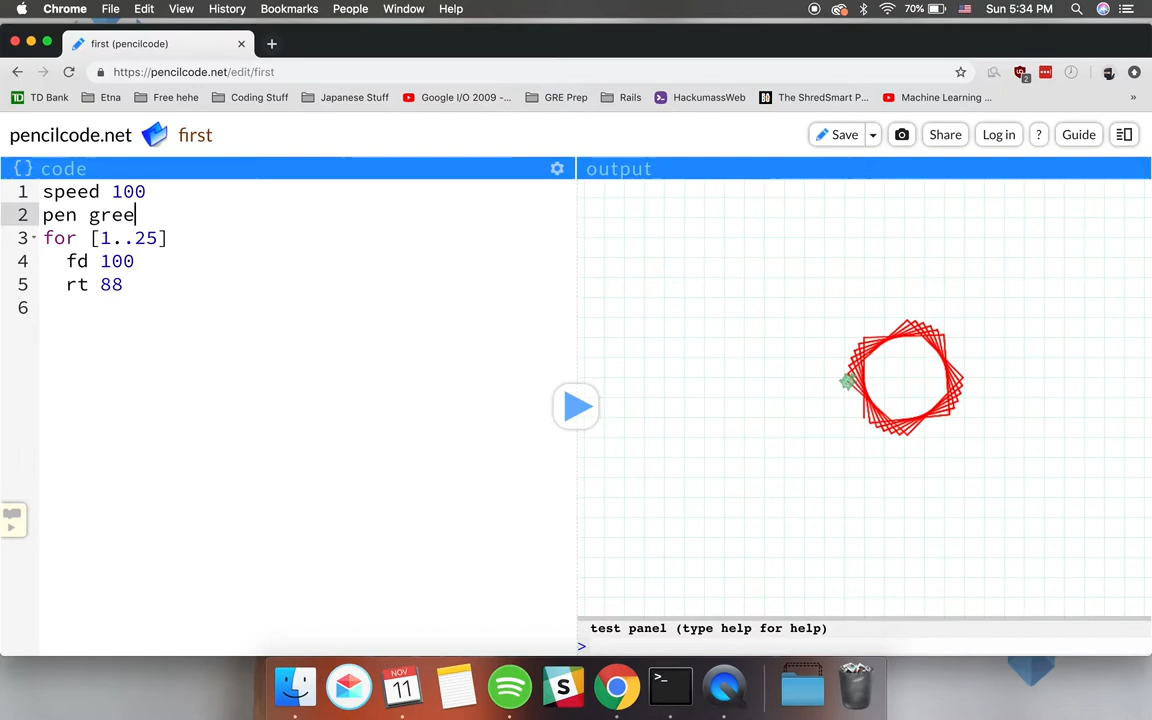 Chrome File Edit View History Bookmarks People Window Help 70% Sun 5:34 PM
first (pencilcode)
https://pencilcode.net/edit/first 2
TD Bank Etna Free hehe Coding Stuff Japanese Stuff Google I/O 2009 -... GRE Prep Rails HackumassWeb The ShredSmart P... Machine Learning ... »
pencilcode.net first Save Share Log in ? Guide
{} code output
1 speed 100
2 pen gree
3 for [1..25]
4 fd 100
5 rt 88
6
test panel (type help for help)
>
NOV
11
>_